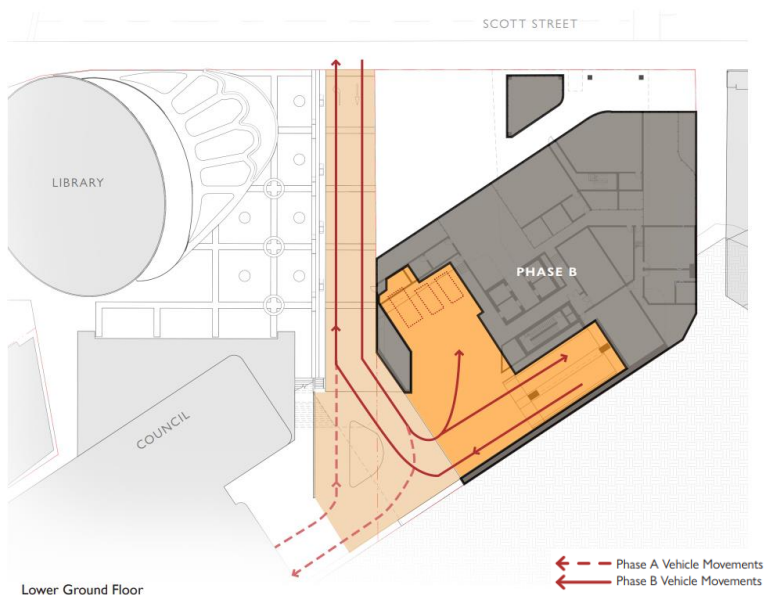 SCOTT STREET
LIBRARY
PHASE B
COUNCIL
Phase A Vehicle Movements
Phase B Vehicle Movements
Lower Ground Floor